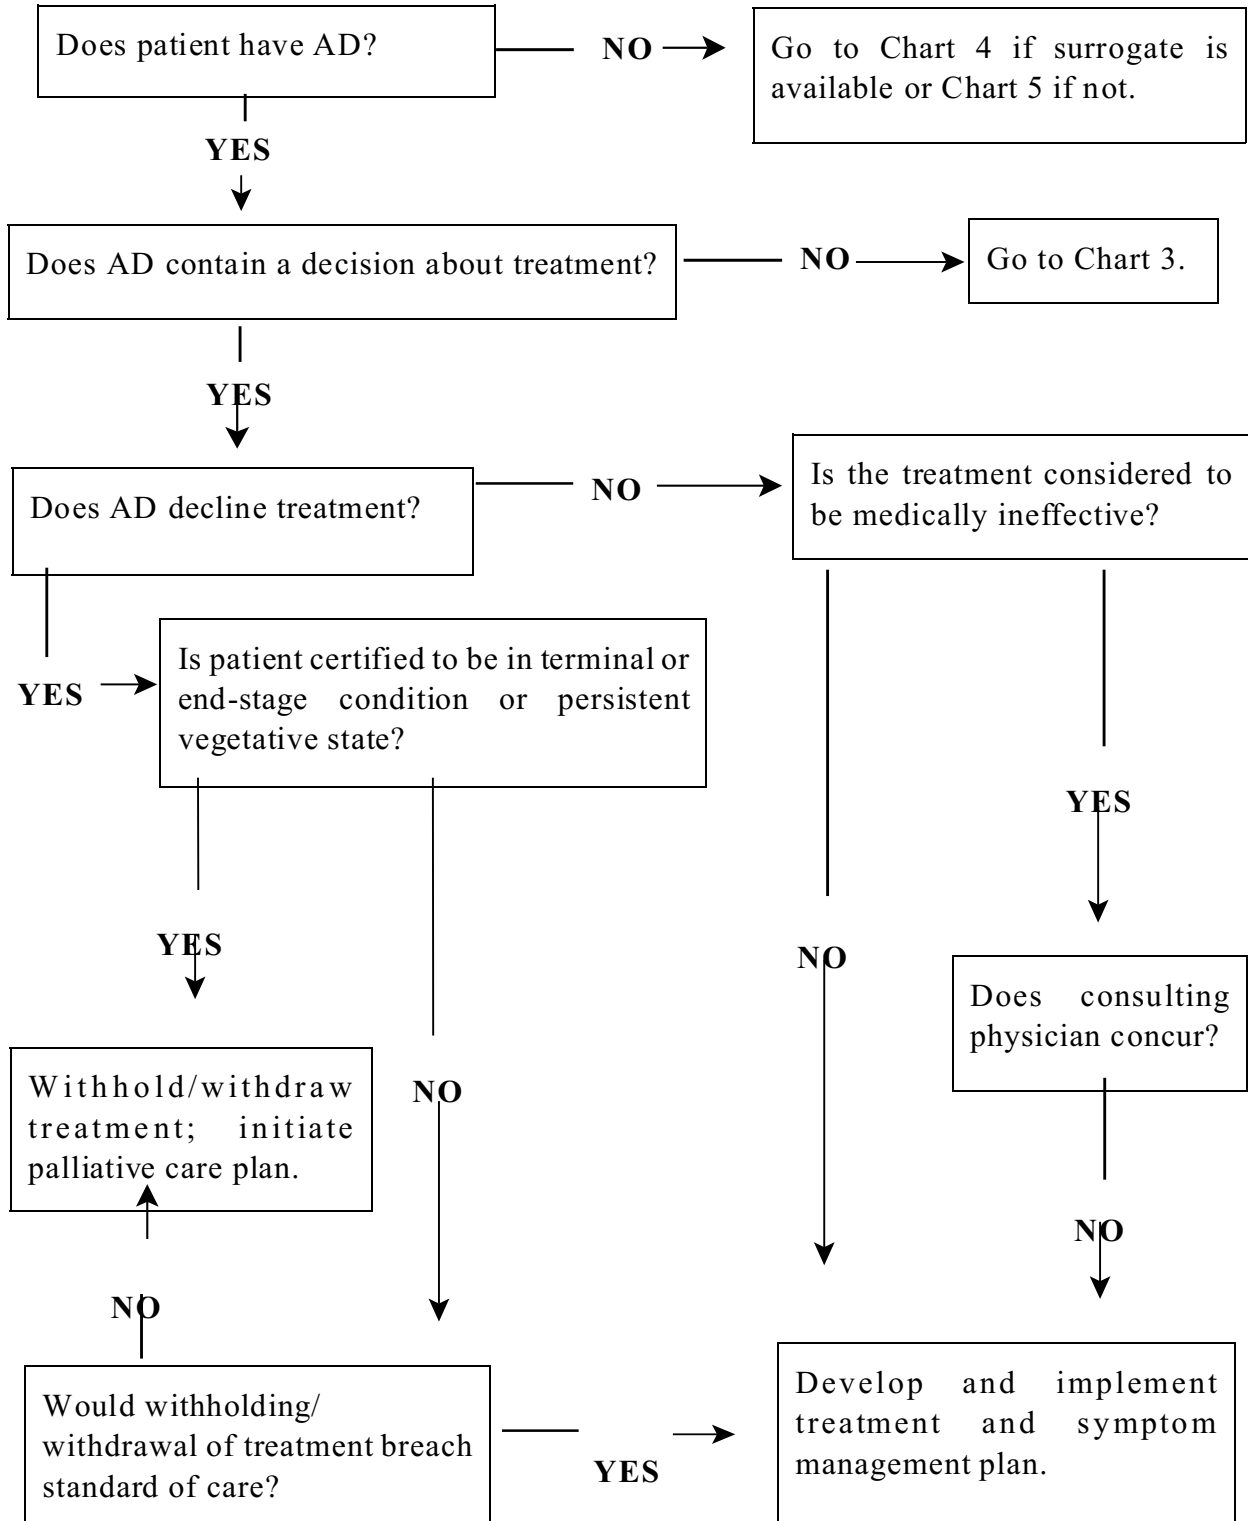 Does patient have AD?
NO
Go to Chart 4 if surrogate is
available or Chart 5 if not.
YES
Does AD contain a decision about treatment?
NO
Go to Chart 3.
YES
Does AD decline treatment?
NO
Is the treatment considered to
be medically ineffective?
YES
Is patient certified to be in terminal or
end-stage condition or persistent
vegetative state?
YES
YES
NO
Does consulting
physician concur?
Withhold/withdraw
treatment; initiate
palliative care plan.
NO
NO
NO
Would withholding/
withdrawal of treatment breach
standard of care?
YES
Develop and implement
treatment and symptom
management plan.